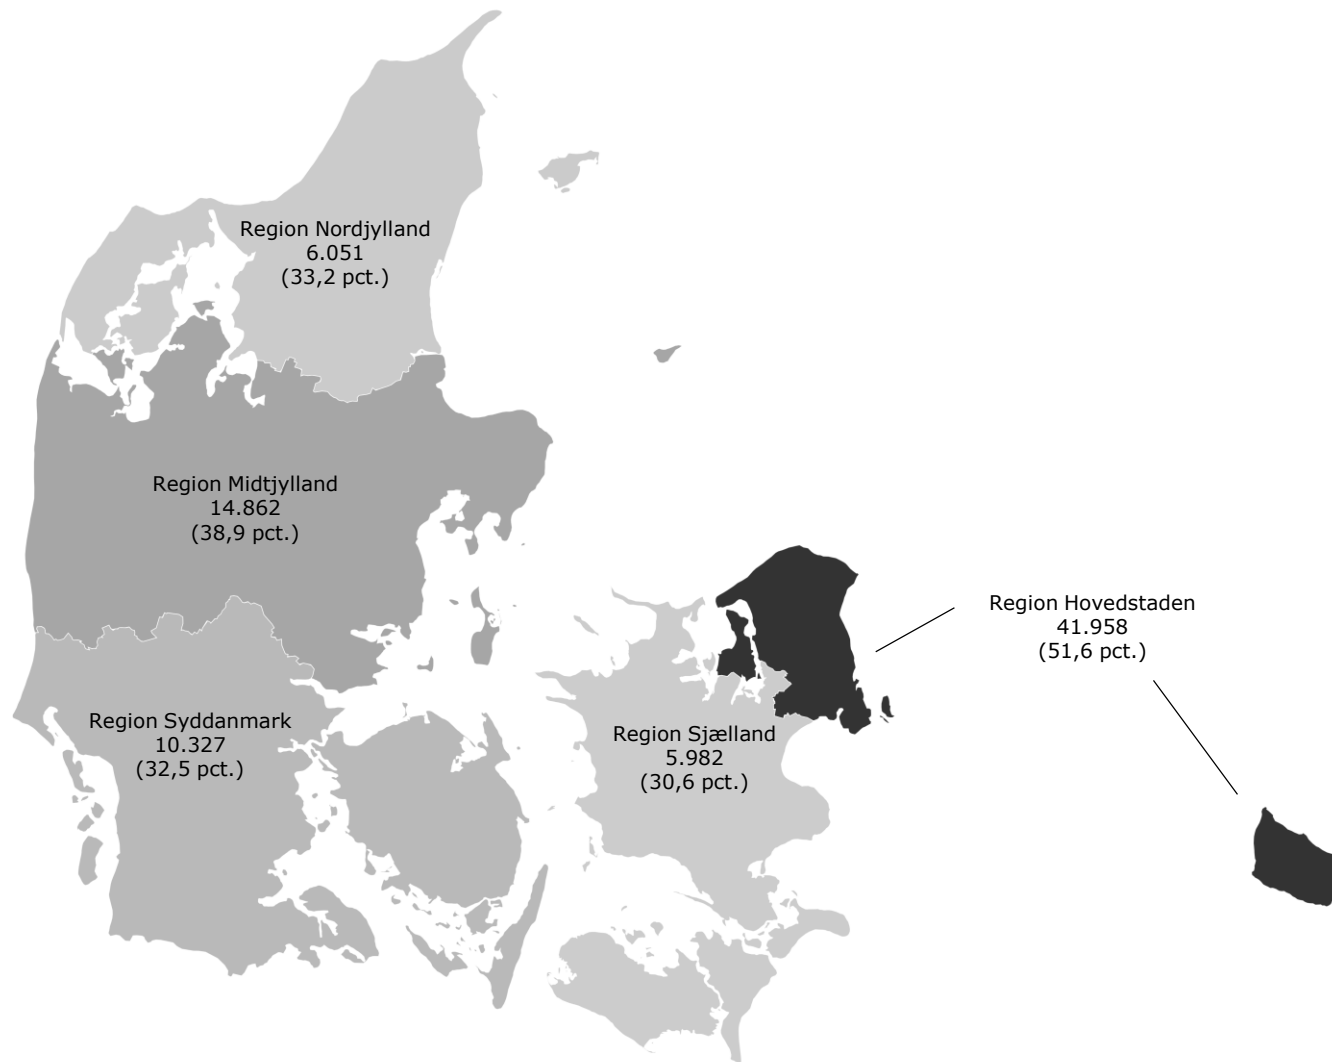 Region Nordjylland
6.051
(33,2 pct.)
Region Midtjylland
14.862
(38,9 pct.)
Region Hovedstaden
41.958
(51,6 pct.)
Region Syddanmark
10.327
(32,5 pct.)
Region Sjælland
5.982
(30,6 pct.)